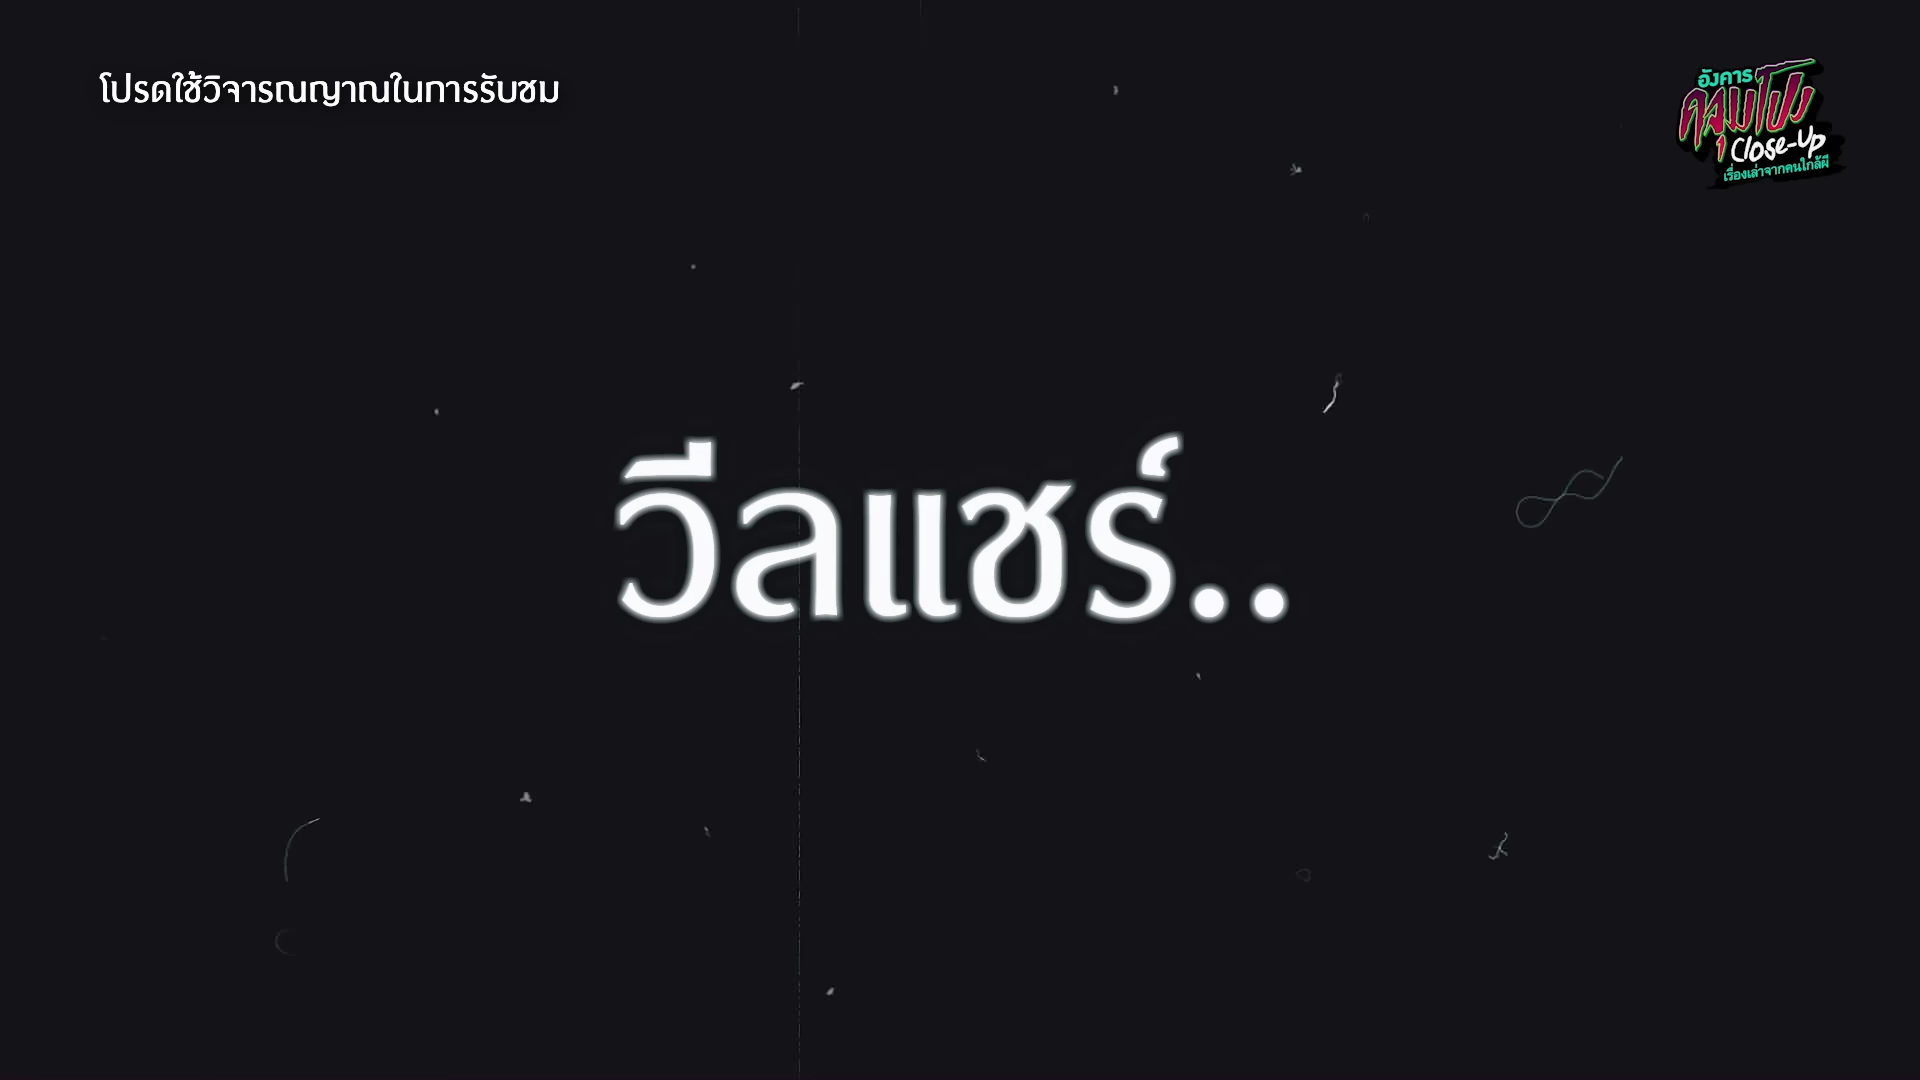 โปรดใช้วิจารณญาณในการรับชม
อังคาร
คลุมโปง
Close-Up
เรื่องเล่าจากคนใกล้ผี
วีลแชร์..